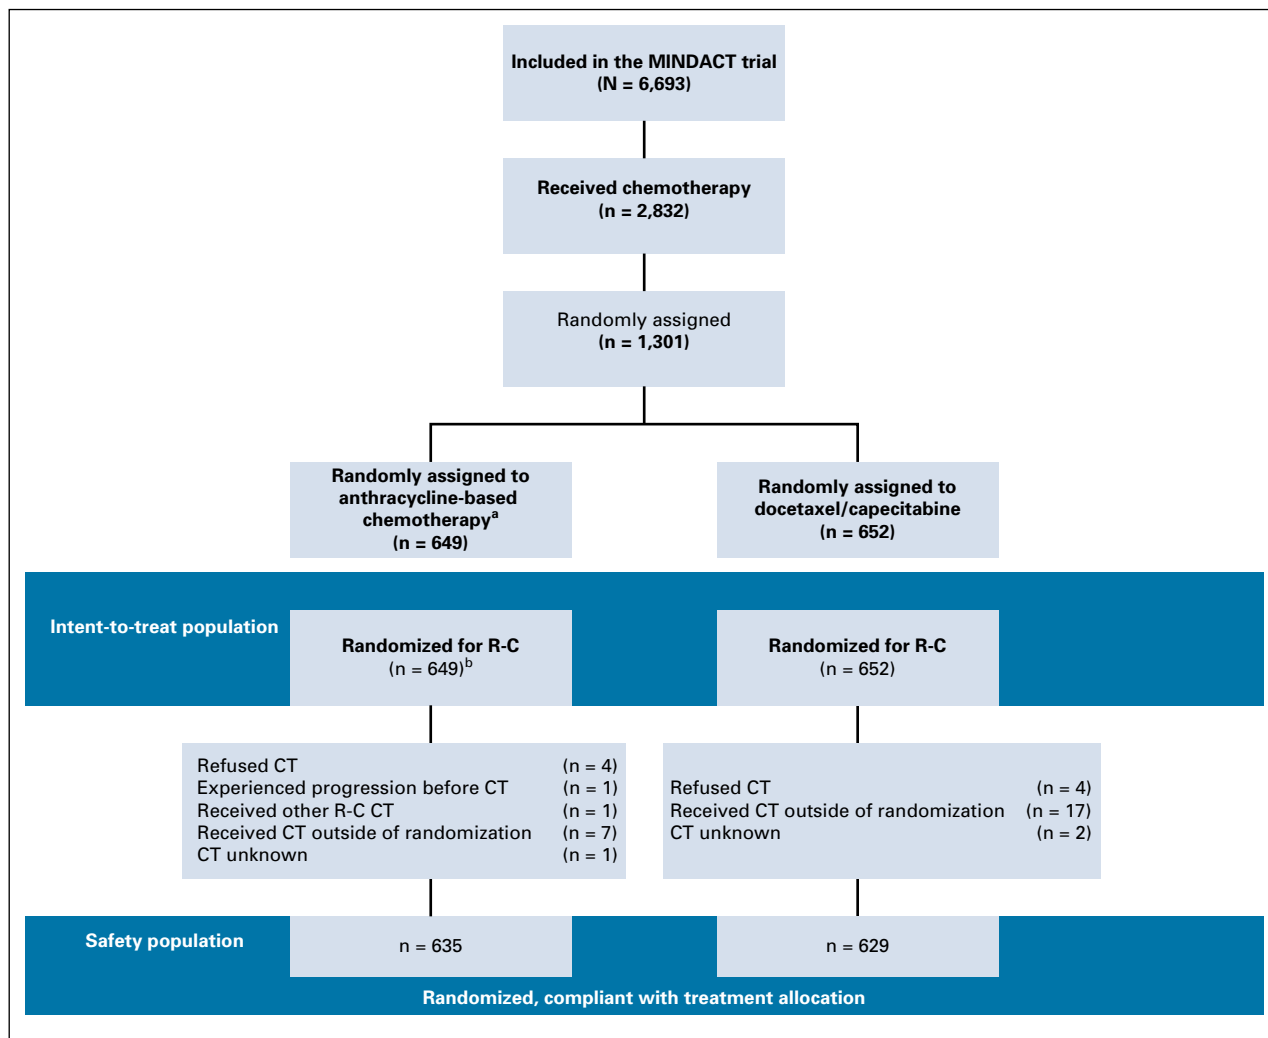 Included in the MINDACT trial
(N = 6,693)
Received chemotherapy
(n = 2,832)
Randomly assigned
(n = 1,301)
Randomly assigned to
anthracycline-based
chemotherapyᵃ
(n = 649)
Randomly assigned to
docetaxel/capecitabine
(n = 652)
Intent-to-treat population
Randomized for R-C
(n = 649)ᵇ
Randomized for R-C
(n = 652)
Refused CT (n = 4)
Experienced progression before CT (n = 1)
Received other R-C CT (n = 1)
Received CT outside of randomization (n = 7)
CT unknown (n = 1)
Refused CT (n = 4)
Received CT outside of randomization (n = 17)
CT unknown (n = 2)
Safety population
n = 635
n = 629
Randomized, compliant with treatment allocation